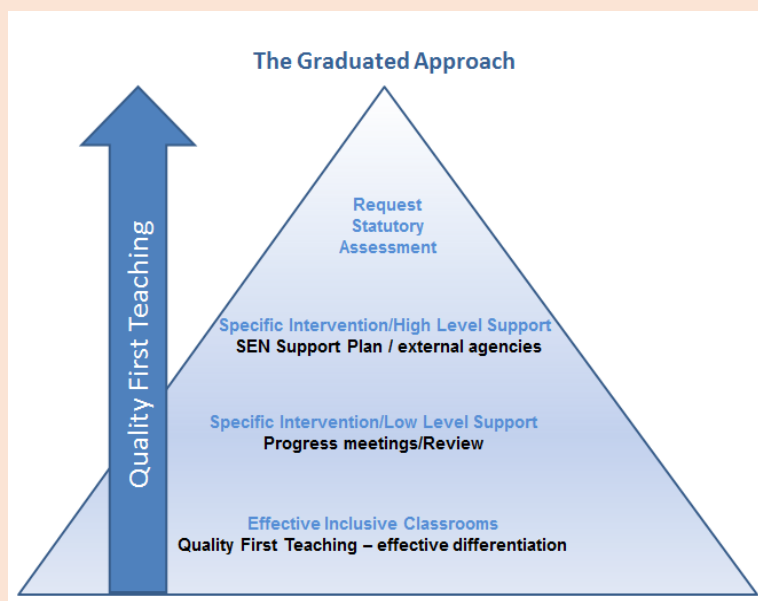 The Graduated Approach
Quality First Teaching
Request
Statutory
Assessment
Specific Intervention/High Level Support
SEN Support Plan / external agencies
Specific Intervention/Low Level Support
Progress meetings/Review
Effective Inclusive Classrooms
Quality First Teaching – effective differentiation